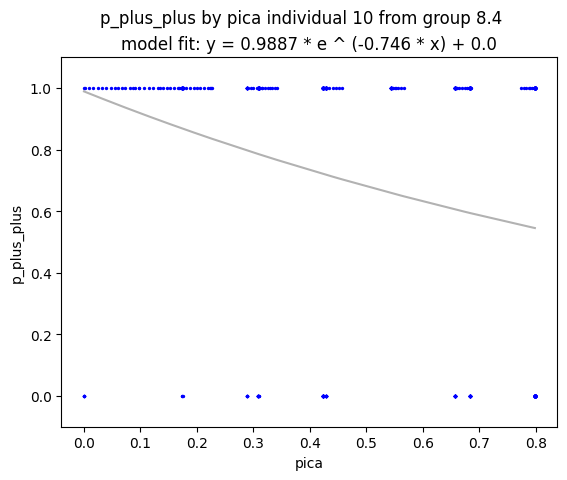 p_plus_plus by pica individual 10 from group 8.4
model fit: y = 0.9887 * e ^ (-0.746 * x) + 0.0
p_plus_plus
1.0
0.8
0.6
0.4
0.2
0.0
0.0 0.1 0.2 0.3 0.4 0.5 0.6 0.7 0.8
pica